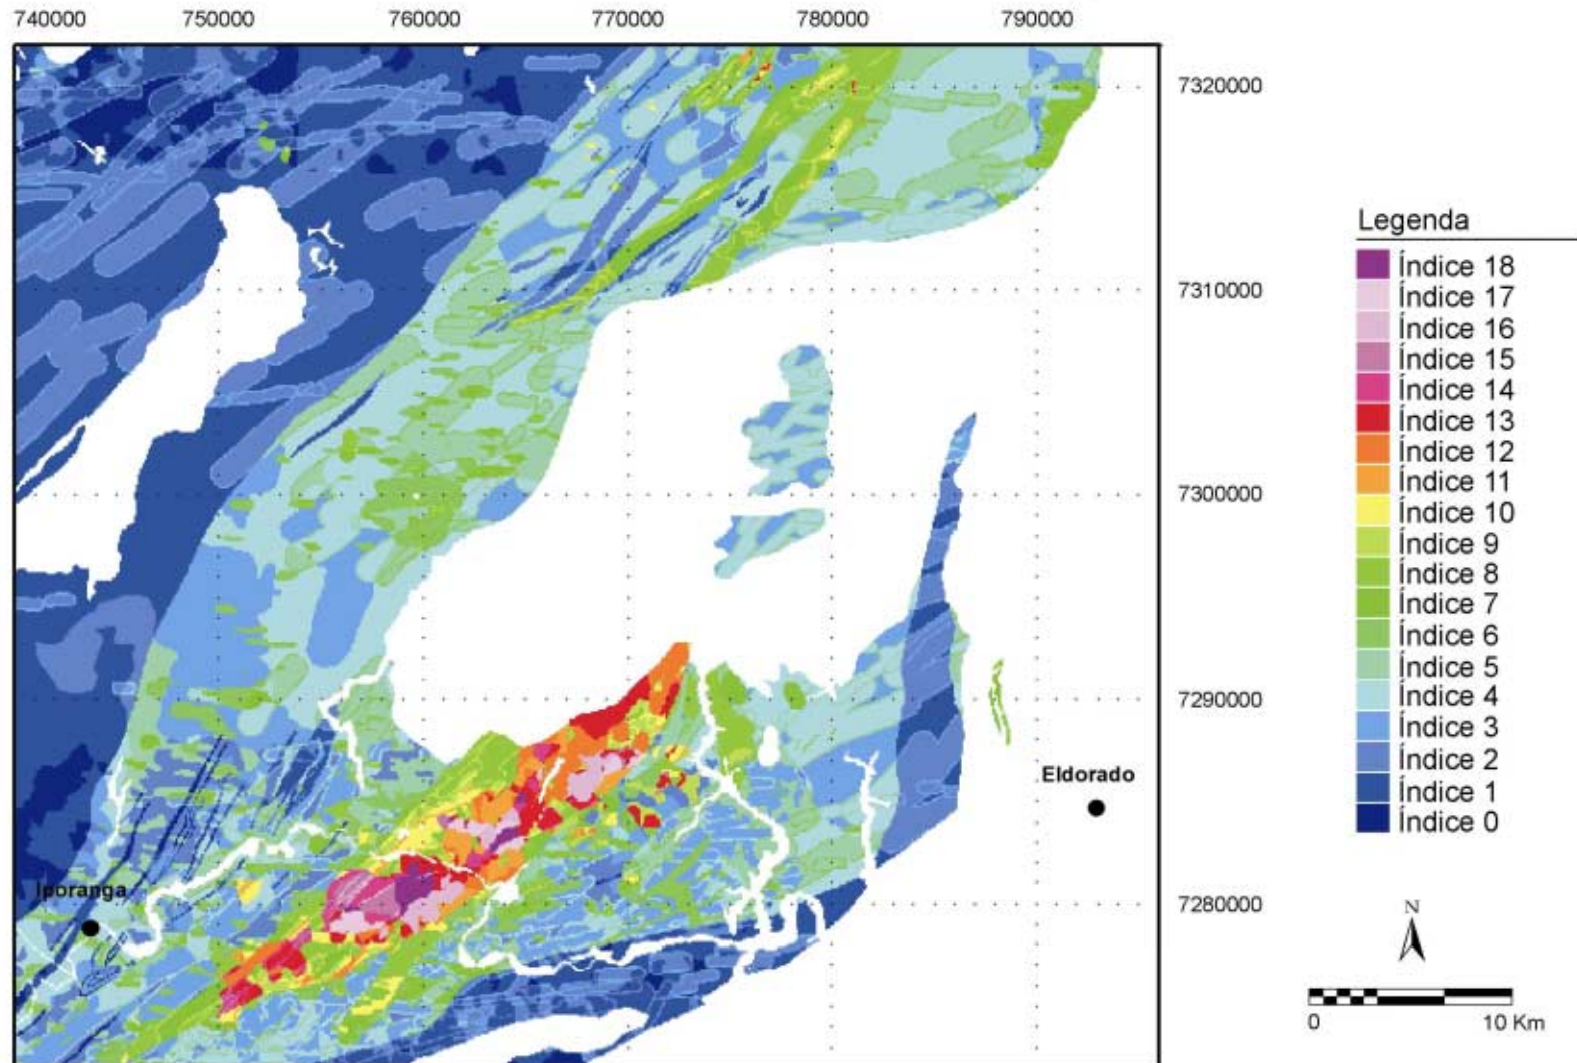 740000 750000 760000 770000 780000 790000
7320000
7310000
7300000
7290000
7280000
Iporanga
Eldorado
Legenda
Índice 18
Índice 17
Índice 16
Índice 15
Índice 14
Índice 13
Índice 12
Índice 11
Índice 10
Índice 9
Índice 8
Índice 7
Índice 6
Índice 5
Índice 4
Índice 3
Índice 2
Índice 1
Índice 0
N
0 10 Km